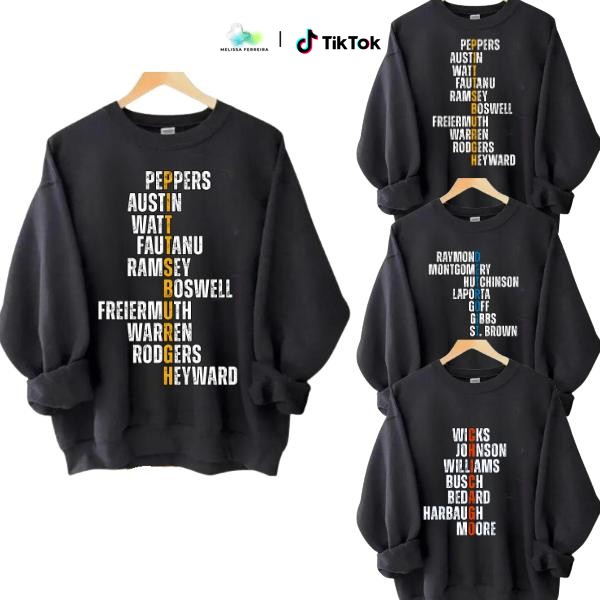 MELISSA FERREIRA
TikTok
PEPPERS
AUSTIN
WATT
FAUTANU
RAMSEY
BOSWELL
FREIERMUTH
WARREN
RODGERS
HEYWARD
PEPPERS
AUSTIN
WATT
FAUTANU
RAMSEY
BOSWELL
FREIERMUTH
WARREN
RODGERS
HEYWARD
RAYMOND
MONTGOMERY
HUTCHINSON
LAPORTA
GOFF
GIBBS
ST. BROWN
WICKS
JOHNSON
WILLIAMS
BUSCH
BEDARD
HARBAUGH
MOORE